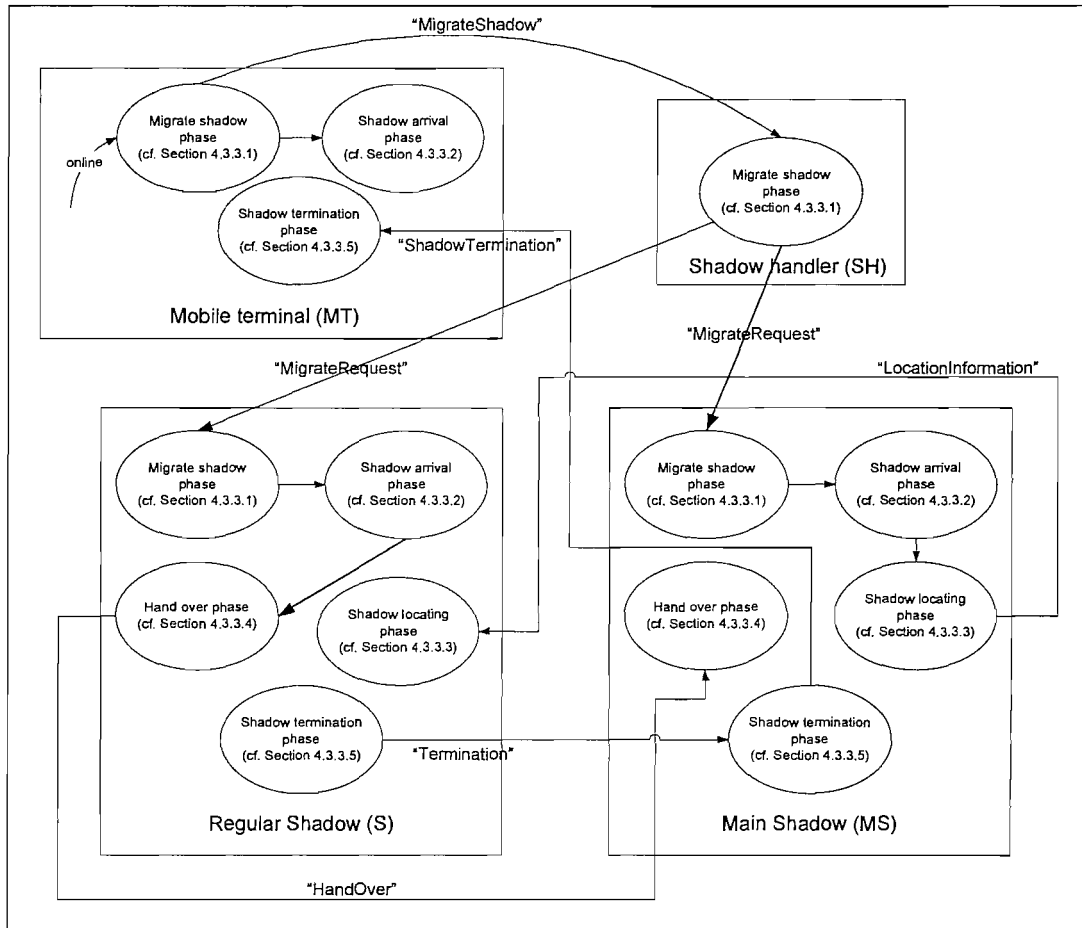 “MigrateShadow”
Migrate shadow
phase
(cf. Section 4.3.3.1)
Shadow arrival
phase
(cf. Section 4.3.3.2)
online
Shadow termination
phase
(cf. Section 4.3.3.5)
“ShadowTermination”
Mobile terminal (MT)
Migrate shadow
phase
(cf. Section 4.3.3.1)
Shadow handler (SH)
“MigrateRequest”
“MigrateRequest”
“LocationInformation”
Migrate shadow
phase
(cf. Section 4.3.3.1)
Shadow arrival
phase
(cf. Section 4.3.3.2)
Hand over phase
(cf. Section 4.3.3.4)
Shadow locating
phase
(cf. Section 4.3.3.3)
Shadow termination
phase
(cf. Section 4.3.3.5)
“Termination”
Regular Shadow (S)
Migrate shadow
phase
(cf. Section 4.3.3.1)
Shadow arrival
phase
(cf. Section 4.3.3.2)
Hand over phase
(cf. Section 4.3.3.4)
Shadow locating
phase
(cf. Section 4.3.3.3)
Shadow termination
phase
(cf. Section 4.3.3.5)
Main Shadow (MS)
“HandOver”